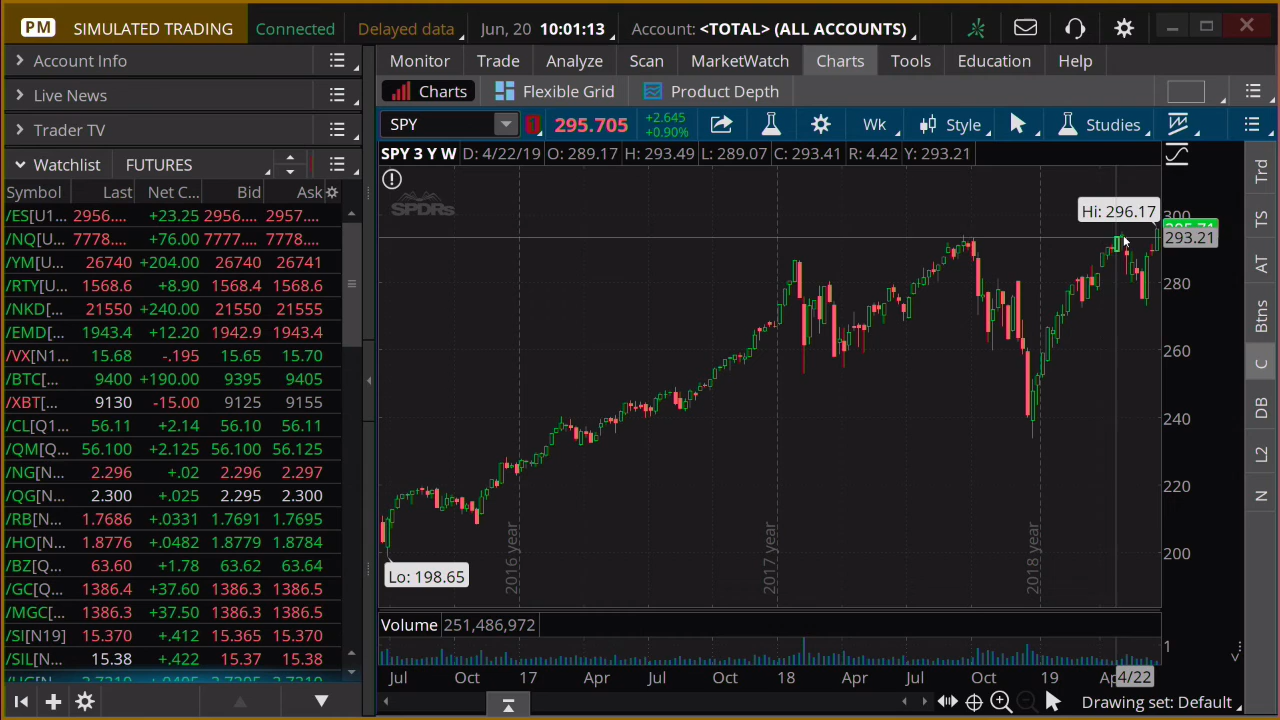 PM SIMULATED TRADING Connected Delayed data Jun, 20 10:01:13 Account: <TOTAL> (ALL ACCOUNTS)
Account Info
Live News
Trader TV
Watchlist FUTURES
Symbol Last Net C... Bid Ask
/ES[U1... 2956.... +23.25 2956.... 2957....
/NQ[U... 7778.... +76.00 7777.... 7778....
/YM[U... 26740 +204.00 26740 26741
/RTY[U... 1568.6 +8.90 1568.4 1568.6
/NKD[U... 21550 +240.00 21550 21555
/EMD[... 1943.4 +12.20 1942.9 1943.4
/VX[N1... 15.68 -.195 15.65 15.70
/BTC[... 9400 +190.00 9395 9405
/XBT[... 9130 -15.00 9125 9155
/CL[Q1... 56.11 +2.14 56.10 56.11
/QM[Q... 56.100 +2.125 56.100 56.125
/NG[N... 2.296 +.02 2.296 2.297
/QG[N... 2.300 +.025 2.295 2.300
/RB[N... 1.7686 +.0331 1.7691 1.7695
/HO[N... 1.8776 +.0482 1.8779 1.8784
/BZ[Q... 63.60 +1.78 63.62 63.64
/GC[Q... 1386.4 +37.60 1386.3 1386.5
/MGC[... 1386.3 +37.50 1386.3 1386.5
/SI[N19] 15.370 +.412 15.365 15.370
/SIL[N... 15.38 +.422 15.37 15.38
Monitor Trade Analyze Scan MarketWatch Charts Tools Education Help
Charts Flexible Grid Product Depth
SPY 295.705 +2.645 Wk Style Studies
+0.90%
SPY 3 Y W D: 4/22/19 O: 289.17 H: 293.49 L: 289.07 C: 293.41 R: 4.42 Y: 293.21
SPDRs
Hi: 296.17
300
293.21
280
260
240
220
200
2016 year 2017 year 2018 year
Lo: 198.65
Volume 251,486,972
1
Jul Oct 17 Apr Jul Oct 18 Apr Jul Oct 19 4/22
Drawing set: Default
Trd
TS
AT
Btns
C
DB
L2
N